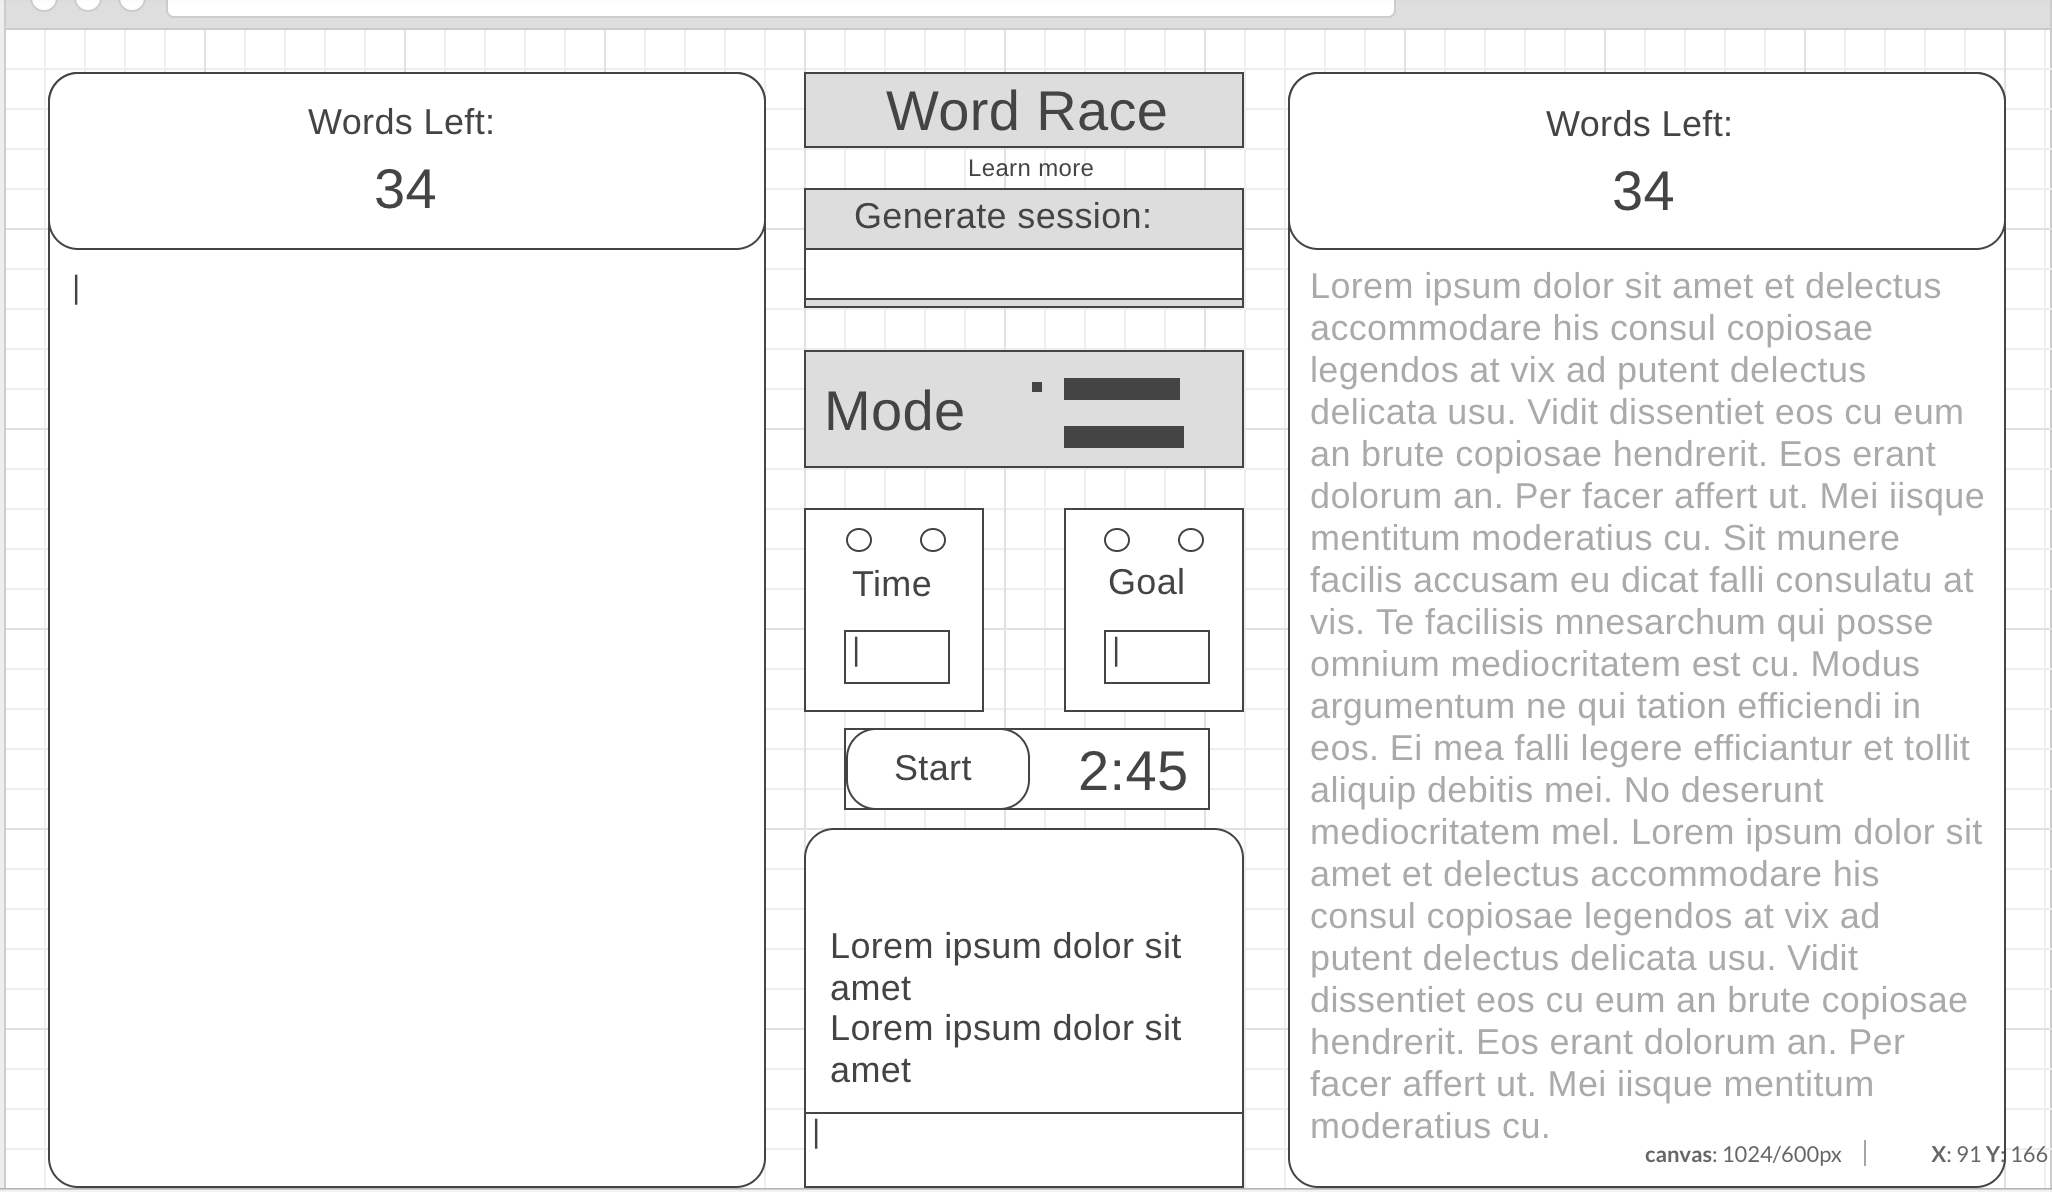 Words Left:
34
Word Race
Learn more
Generate session:
Mode
Time
Goal
Start
2:45
Lorem ipsum dolor sit
amet
Lorem ipsum dolor sit
amet
Words Left:
34
Lorem ipsum dolor sit amet et delectus
accommodare his consul copiosae
legendos at vix ad putent delectus
delicata usu. Vidit dissentiet eos cu eum
an brute copiosae hendrerit. Eos erant
dolorum an. Per facer affert ut. Mei iisque
mentitum moderatius cu. Sit munere
facilis accusam eu dicat falli consulatu at
vis. Te facilisis mnesarchum qui posse
omnium mediocritatem est cu. Modus
argumentum ne qui tation efficiendi in
eos. Ei mea falli legere efficiantur et tollit
aliquip debitis mei. No deserunt
mediocritatem mel. Lorem ipsum dolor sit
amet et delectus accommodare his
consul copiosae legendos at vix ad
putent delectus delicata usu. Vidit
dissentiet eos cu eum an brute copiosae
hendrerit. Eos erant dolorum an. Per
facer affert ut. Mei iisque mentitum
moderatius cu.
canvas: 1024/600px
X: 91 Y: 166